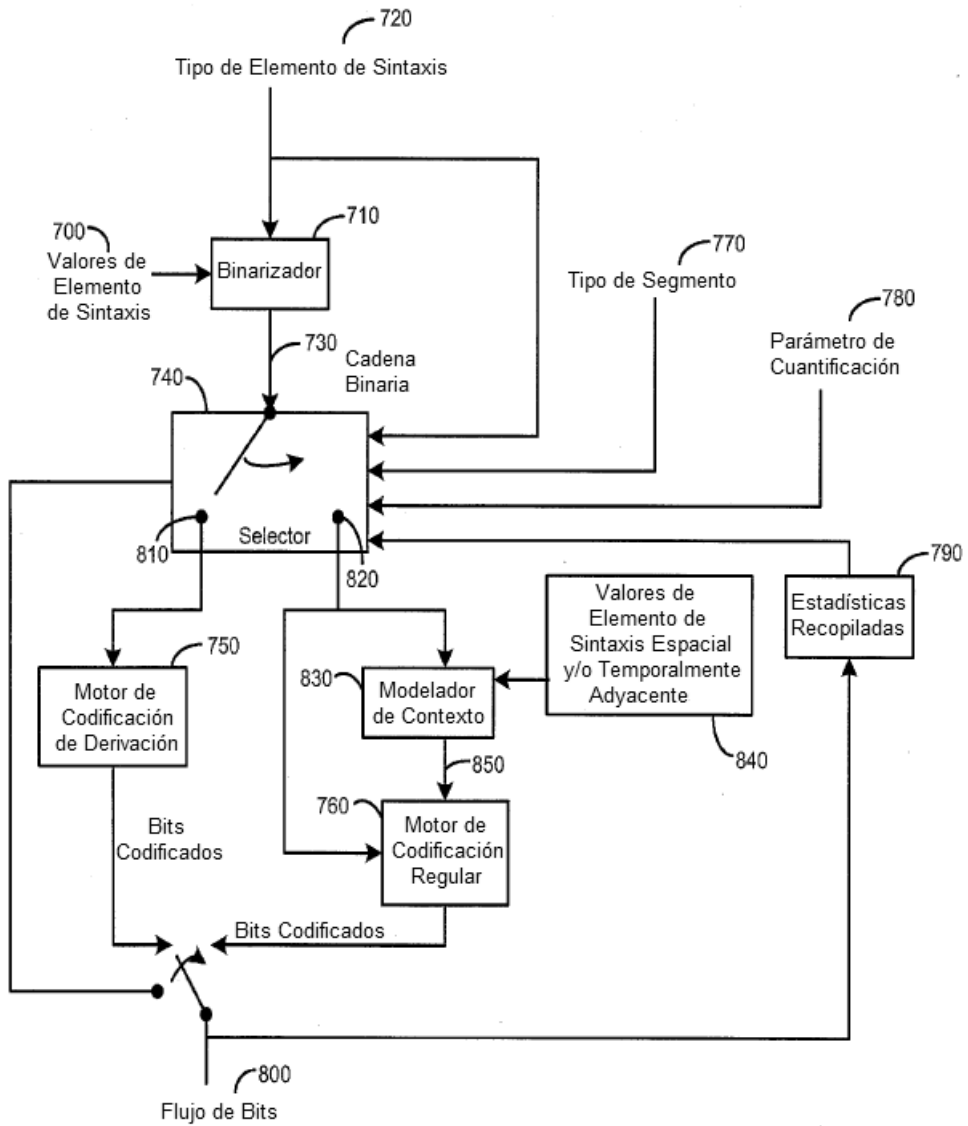 720
Tipo de Elemento de Sintaxis
710
700
Valores de
Elemento
de Sintaxis
Binarizador
770
Tipo de Segmento
780
Parámetro de
Cuantificación
730
Cadena
Binaria
740
810
Selector
820
790
Estadísticas
Recopiladas
Valores de
Elemento de
Sintaxis Espacial
y/o Temporalmente
Adyacente
840
750
Motor de
Codificación
de Derivación
830
Modelador
de Contexto
850
760
Motor de
Codificación
Regular
Bits
Codificados
Bits Codificados
800
Flujo de Bits